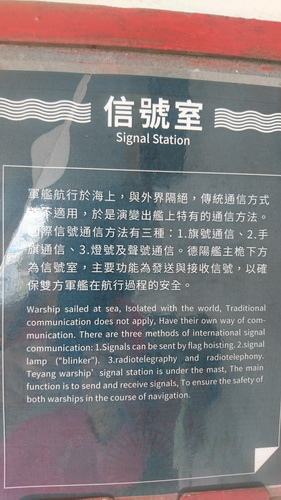 信號室
Signal Station
軍艦航行於海上，與外界隔絕，傳統通信方式
不適用，於是演變出艦上特有的通信方法。
際信號通信方法有三種：1.旗號通信、2.手
旗通信、3.燈號及聲號通信。德陽艦主桅下方
為信號室，主要功能為發送與接收信號，以確
保雙方軍艦在航行過程的安全。
Warship sailed at sea, Isolated with the world, Traditional
communication does not apply, Have their own way of com-
munication. There are three methods of international signal
communication: 1.Signals can be sent by flag hoisting. 2.signal
lamp ("blinker"). 3.radiotelegraphy and radiotelephony.
Teyang warship' signal station is under the mast, The main
function is to send and receive signals, To ensure the safety of
both warships in the course of navigation.